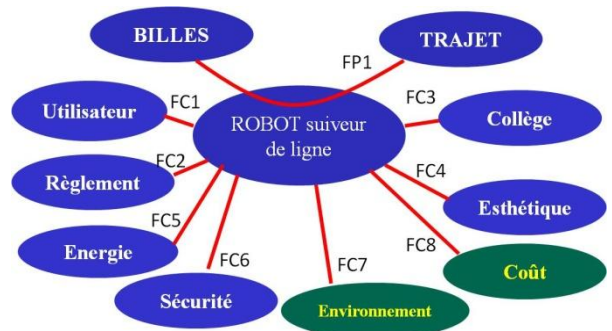 BILLES
TRAJET
FP1
Utilisateur
FC1
ROBOT suiveur
de ligne
FC3
Collège
Règlement
FC2
FC4
Esthétique
Energie
FC5
FC6
Sécurité
FC7
Environnement
FC8
Coût